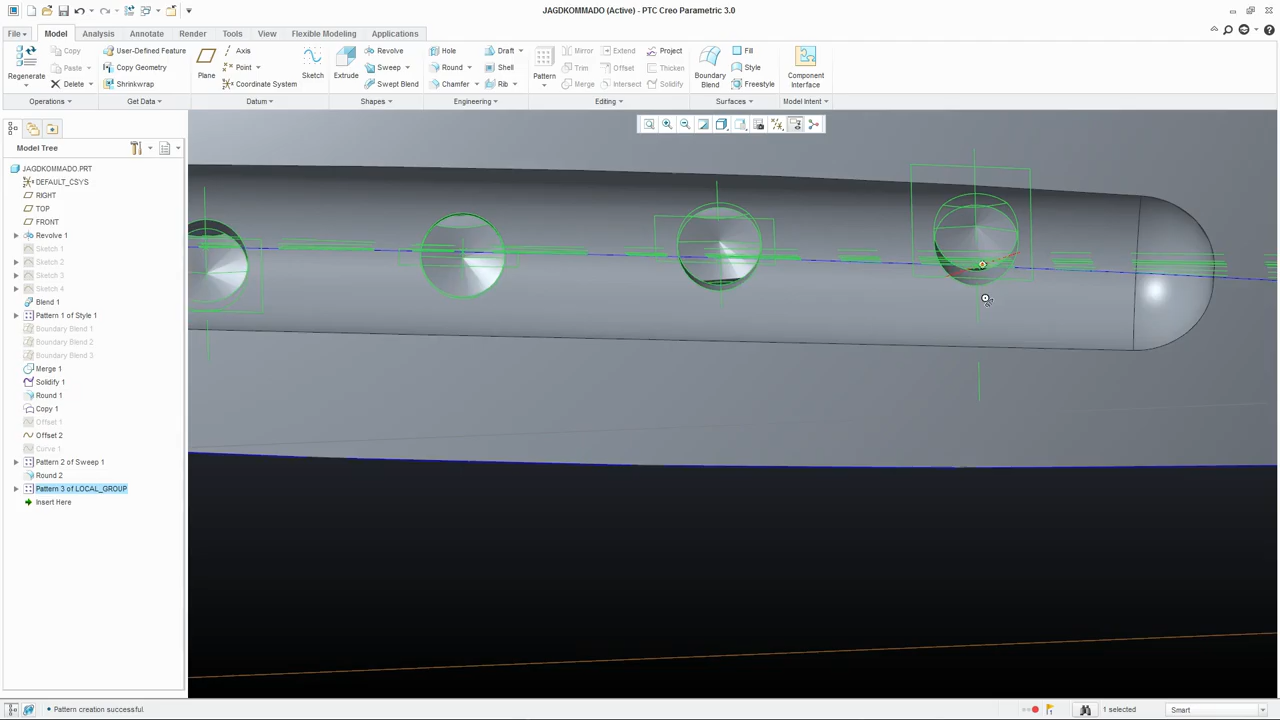 JAGDKOMMADO (Active) - PTC Creo Parametric 3.0
File Model Analysis Annotate Render Tools View Flexible Modeling Applications
Regenerate Copy Paste Delete User-Defined Feature Copy Geometry Shrinkwrap Plane Axis Point Coordinate System Sketch Extrude Revolve Sweep Swept Blend Hole Round Chamfer Draft Shell Rib Pattern Mirror Trim Merge Extend Offset Intersect Project Thicken Solidify Boundary Blend Fill Style Freestyle Component Interface
Operations Get Data Datum Shapes Engineering Editing Surfaces Model Intent
Model Tree
JAGDKOMMADO.PRT
DEFAULT_CSYS
RIGHT
TOP
FRONT
Revolve 1
Sketch 1
Sketch 2
Sketch 3
Sketch 4
Blend 1
Pattern 1 of Style 1
Boundary Blend 1
Boundary Blend 2
Boundary Blend 3
Merge 1
Solidify 1
Round 1
Copy 1
Offset 1
Offset 2
Curve 1
Pattern 2 of Sweep 1
Round 2
Pattern 3 of LOCAL_GROUP
Insert Here
Pattern creation successful.
1 selected
Smart